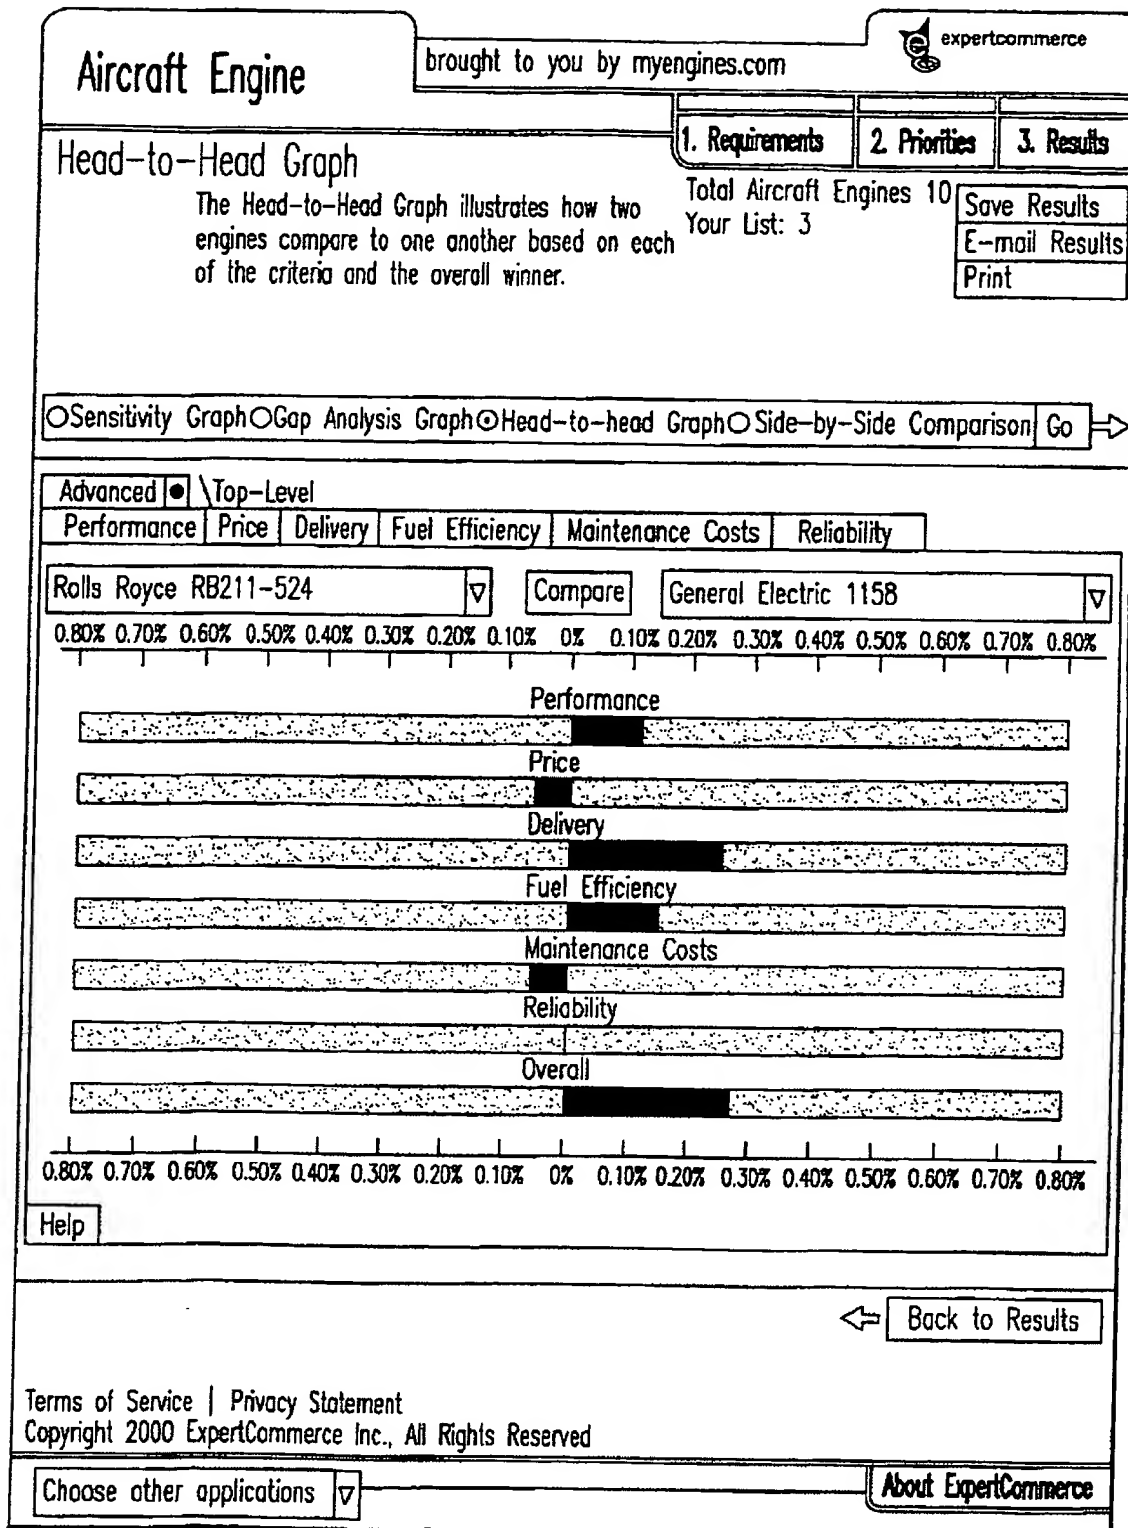 expertcommerce
Aircraft Engine
brought to you by myengines.com
1. Requirements
2. Priorities
3. Results
Head-to-Head Graph
The Head-to-Head Graph illustrates how two
engines compare to one another based on each
of the criteria and the overall winner.
Total Aircraft Engines 10
Your List: 3
Save Results
E-mail Results
Print
Sensitivity Graph Gap Analysis Graph Head-to-head Graph Side-by-Side Comparison Go
Advanced \Top-Level
Performance Price Delivery Fuel Efficiency Maintenance Costs Reliability
Rolls Royce RB211-524 Compare General Electric 1158
0.80% 0.70% 0.60% 0.50% 0.40% 0.30% 0.20% 0.10% 0% 0.10% 0.20% 0.30% 0.40% 0.50% 0.60% 0.70% 0.80%
Performance
Price
Delivery
Fuel Efficiency
Maintenance Costs
Reliability
Overall
0.80% 0.70% 0.60% 0.50% 0.40% 0.30% 0.20% 0.10% 0% 0.10% 0.20% 0.30% 0.40% 0.50% 0.60% 0.70% 0.80%
Help
Back to Results
Terms of Service | Privacy Statement
Copyright 2000 ExpertCommerce Inc., All Rights Reserved
Choose other applications
About ExpertCommerce